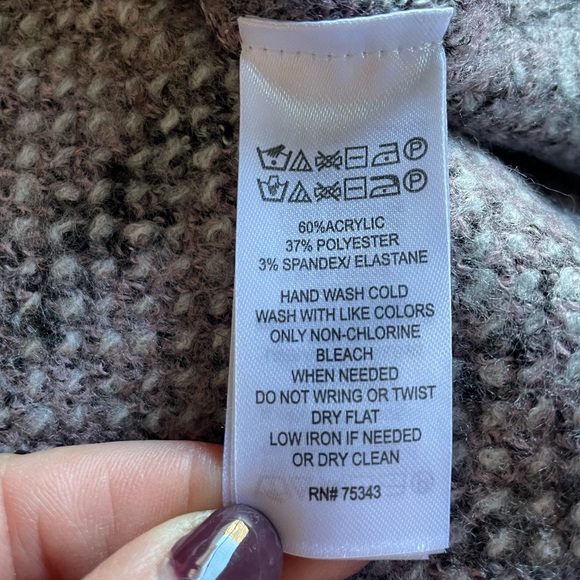 60%ACRYLIC
37% POLYESTER
3% SPANDEX/ ELASTANE
HAND WASH COLD
WASH WITH LIKE COLORS
ONLY NON-CHLORINE
BLEACH
WHEN NEEDED
DO NOT WRING OR TWIST
DRY FLAT
LOW IRON IF NEEDED
OR DRY CLEAN
RN# 75343